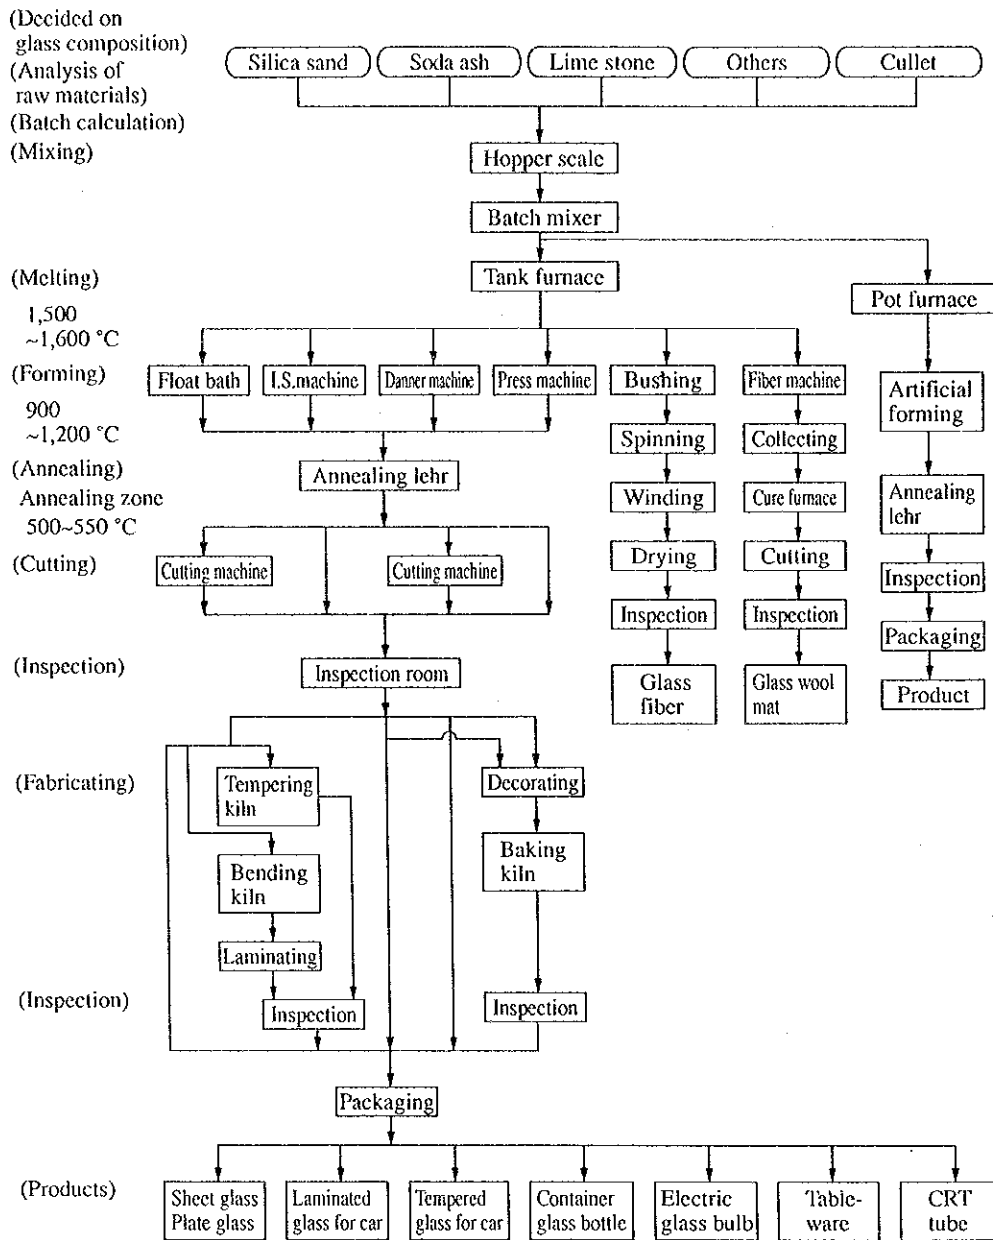 (Decided on
glass composition)
Silica sand
Soda ash
Lime stone
Others
Cullet
(Analysis of
raw materials)
(Batch calculation)
(Mixing)
Hopper scale
Batch mixer
(Melting)
Tank furnace
Pot furnace
1,500
~1,600 °C
(Forming)
Float bath
I.S.machine
Danner machine
Press machine
Bushing
Fiber machine
Artificial
forming
900
~1,200 °C
Spinning
Collecting
(Annealing)
Annealing lehr
Annealing zone
500~550 °C
Winding
Cure furnace
Annealing
lehr
(Cutting)
Cutting machine
Cutting machine
Drying
Cutting
Inspection
Inspection
Inspection
Packaging
(Inspection)
Inspection room
Glass
fiber
Glass wool
mat
Product
(Fabricating)
Tempering
kiln
Decorating
Bending
kiln
Baking
kiln
Laminating
(Inspection)
Inspection
Inspection
Packaging
(Products)
Sheet glass
Plate glass
Laminated
glass for car
Tempered
glass for car
Container
glass bottle
Electric
glass bulb
Table-
ware
CRT
tube